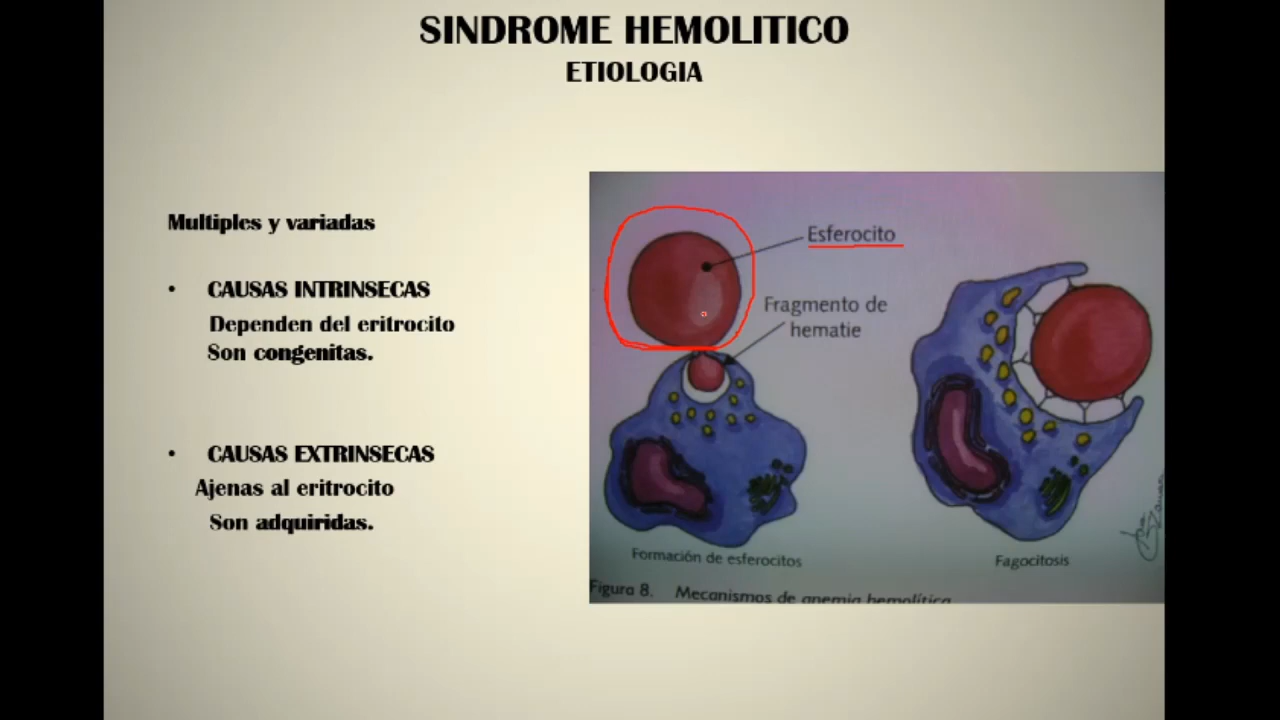 SINDROME HEMOLITICO
ETIOLOGIA
Multiples y variadas
• CAUSAS INTRINSECAS
Dependen del eritrocito
Son congenitas.
• CAUSAS EXTRINSECAS
Ajenas al eritrocito
Son adquiridas.
Esferocito
Fragmento de
hematie
Formación de esferocitos
Fagocitosis
Figura 8. Mecanismos de anemia hemolítica